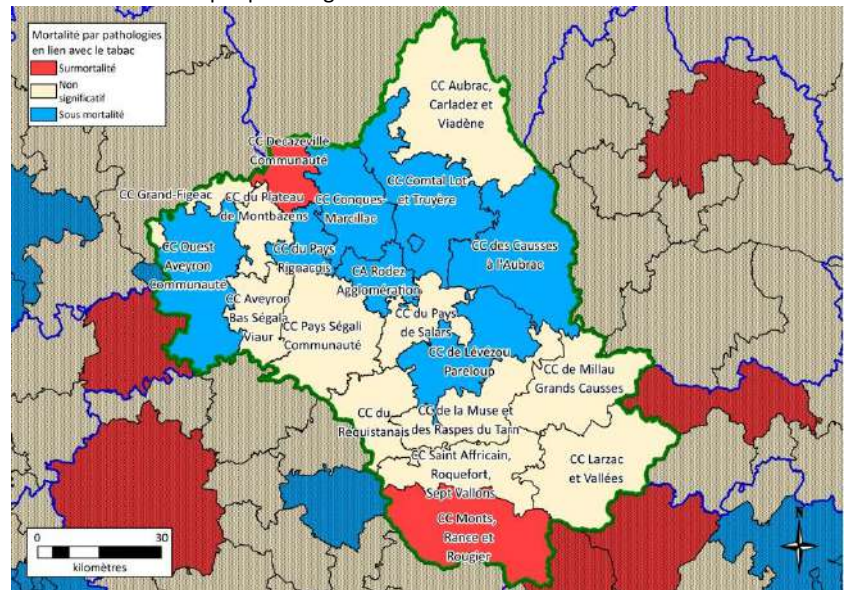 Mortalité par pathologies
en lien avec le tabac
Surmortalité
Non
significatif
Sous mortalité
CC Aubrac,
Carladez et
Viadène
CC Decazeville
Communauté
CC Comtal Lot
et Truyère
CC Grand-Figeac
CC du Plateau
de Montbazens
CC Conques-
Marcillac
CC Ouest
Aveyron
Communauté
CC du Pays
Rignacois
CC des Causses
à l'Aubrac
CA Rodez
Agglomération
CC Aveyron
Bas Ségala
Viaur
CC Pays Ségali
Communauté
CC du Pays
de Salars
CC de Lévézou
Pareloup
CC de Millau
Grands Causses
CC du
Réquistanais
CC de la Muse et
des Raspes du Tarn
CC Saint Affricain,
Roquefort,
Sept Vallons
CC Larzac
et Vallées
CC Monts,
Rance et
Rougier
0 30
kilomètres
N